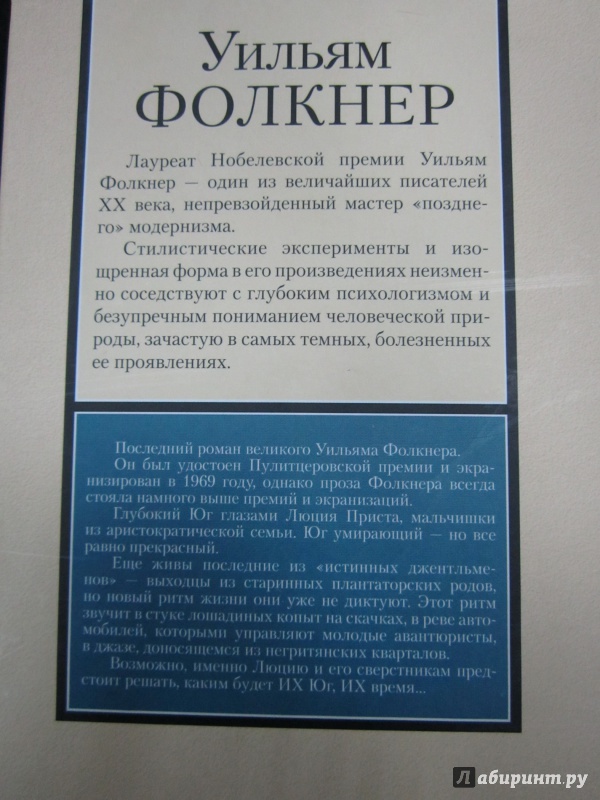 Уильям
ФОЛКНЕР
Лауреат Нобелевской премии Уильям
Фолкнер — один из величайших писателей
XX века, непревзойденный мастер «поздне-
го» модернизма.
Стилистические эксперименты и изо-
щренная форма в его произведениях неизмен-
но соседствуют с глубоким психологизмом и
безупречным пониманием человеческой при-
роды, зачастую в самых темных, болезненных
ее проявлениях.
Последний роман великого Уильяма Фолкнера.
Он был удостоен Пулитцеровской премии и экра-
низирован в 1969 году, однако проза Фолкнера всегда
стояла намного выше премий и экранизаций.
Глубокий Юг глазами Люция Приста, мальчишки
из аристократической семьи. Юг умирающий — но все
равно прекрасный.
Еще живы последние из «истинных джентльме-
нов» — выходцы из старинных плантаторских родов,
но новый ритм жизни они уже не диктуют. Этот ритм
звучит в стуке лошадиных копыт на скачках, в реве авто-
мобилей, которыми управляют молодые авантюристы,
в джазе, доносящемся из негритянских кварталов.
Возможно, именно Люцию и его сверстникам пред-
стоит решать, каким будет ИХ Юг, ИХ время...
Лабиринт.ру